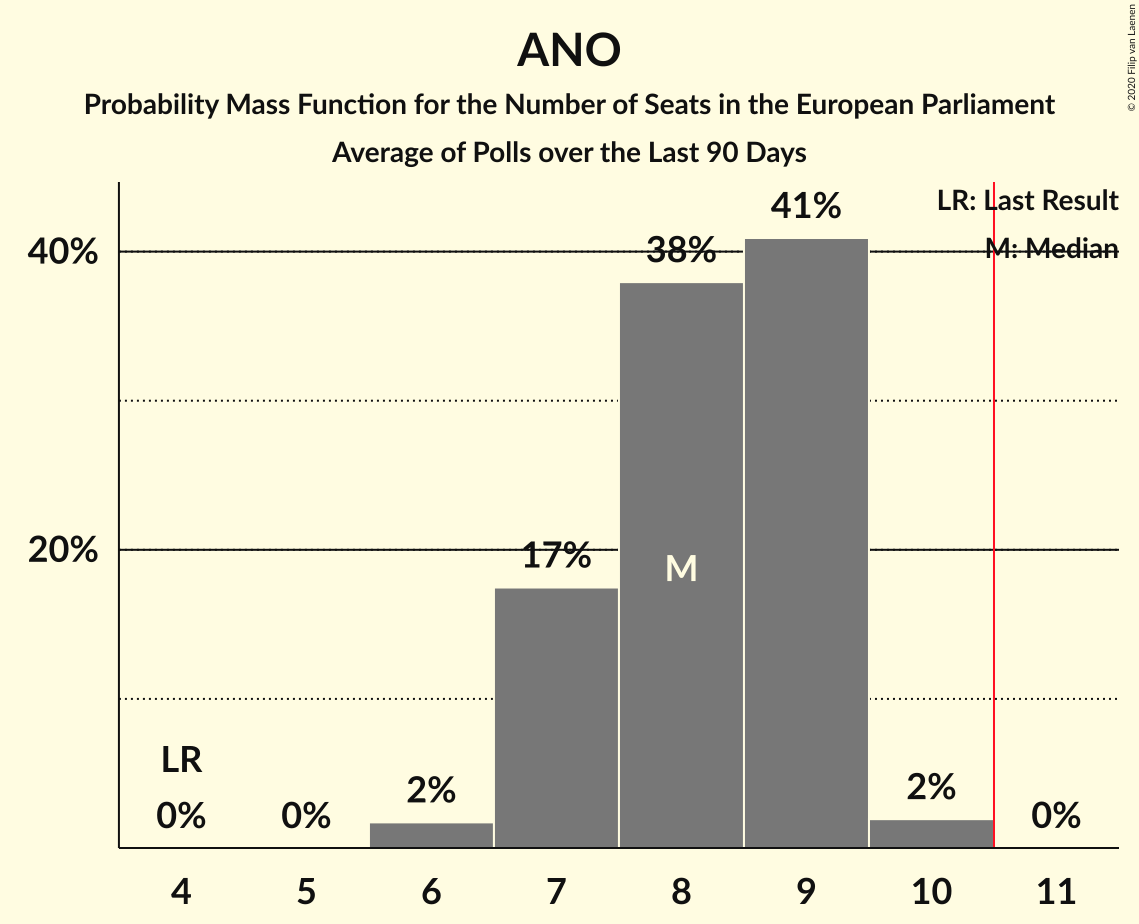 ANO
Probability Mass Function for the Number of Seats in the European Parliament
Average of Polls over the Last 90 Days
© 2020 Filip van Laenen
LR: Last Result
M: Median
41%
38%
40%
17%
20%
M
LR
0%
0%
2%
2%
0%
4 5 6 7 8 9 10 11